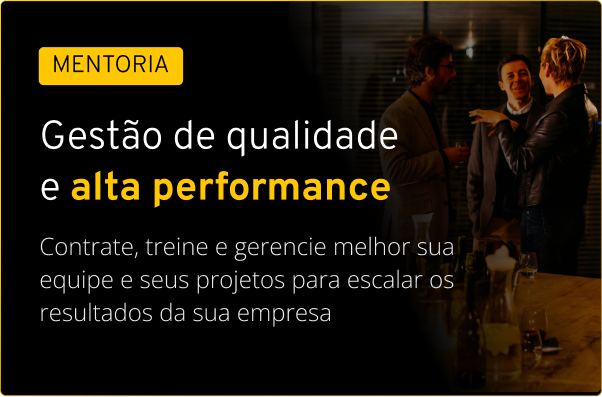 MENTORIA
Gestão de qualidade
e alta performance
Contrate, treine e gerencie melhor sua
equipe e seus projetos para escalar os
resultados da sua empresa